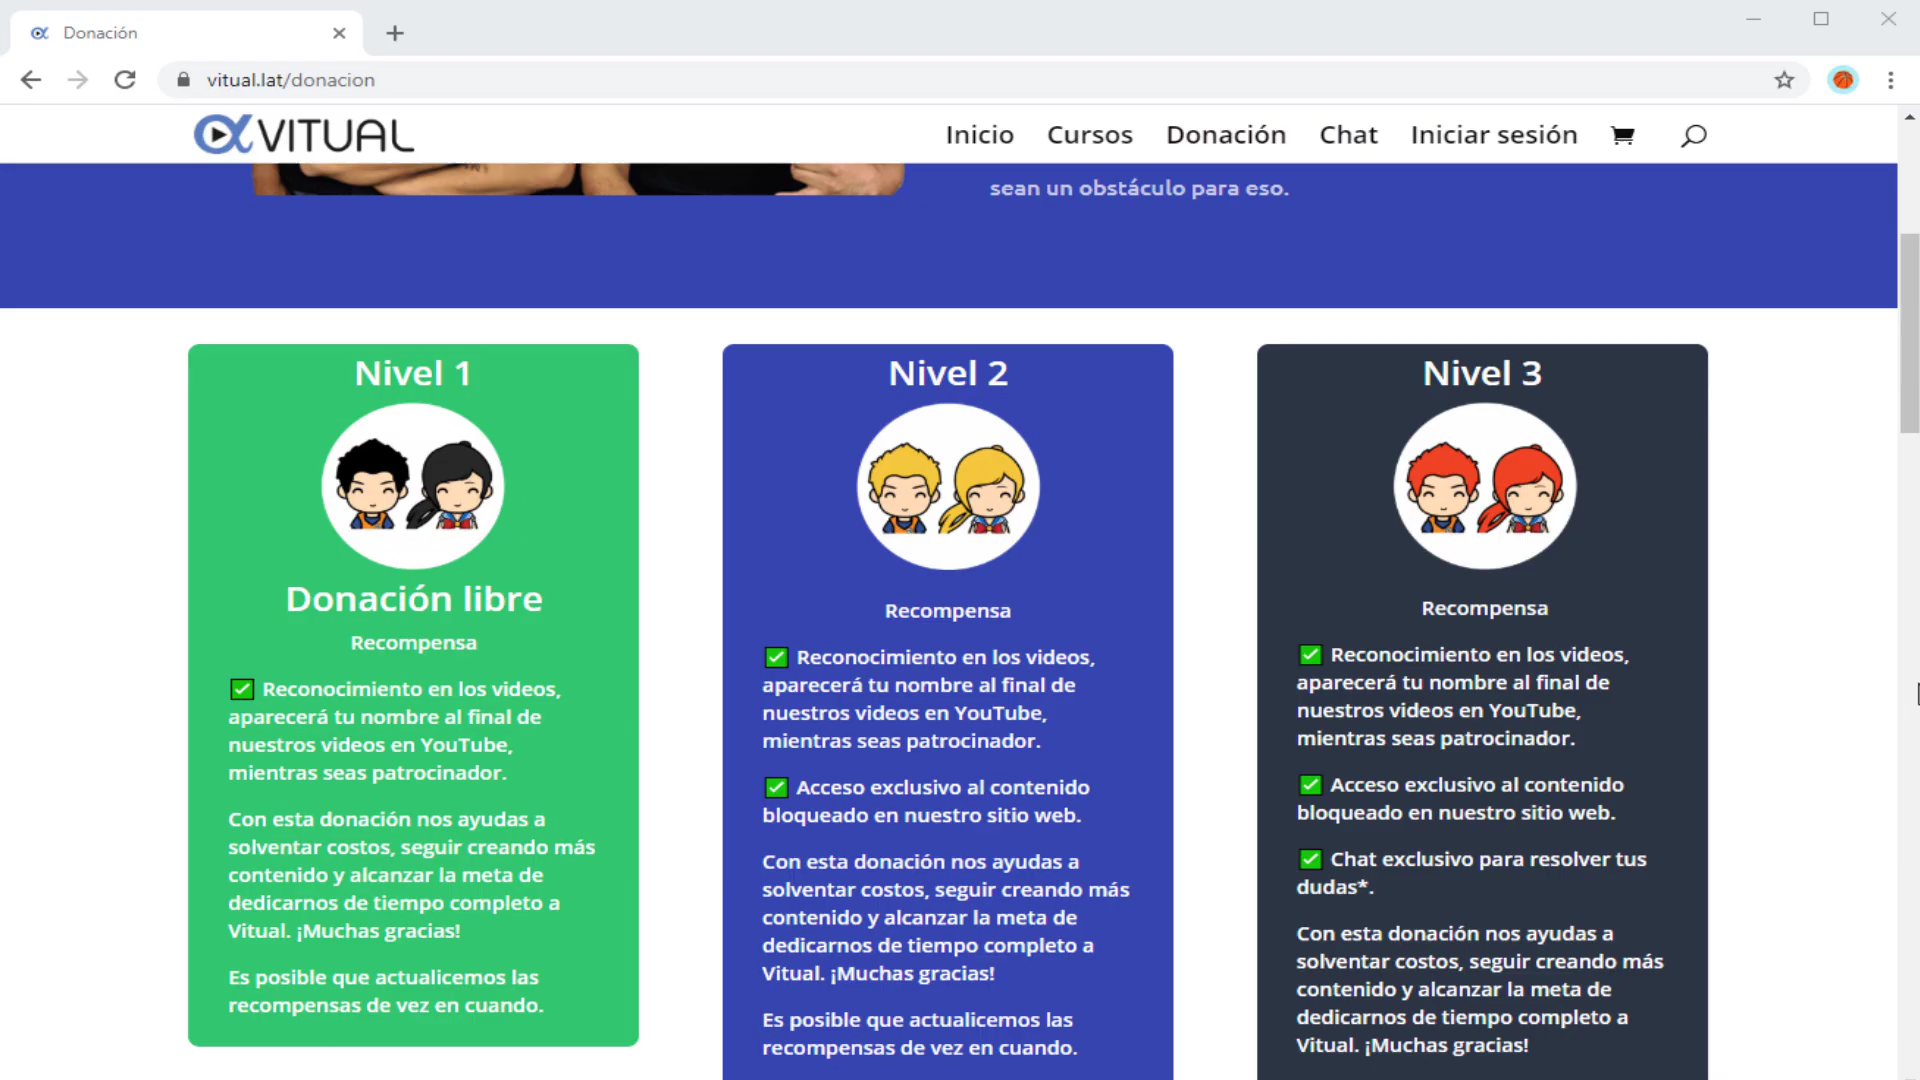 Donación
vitual.lat/donacion
VITUAL
Inicio Cursos Donación Chat Iniciar sesión
sean un obstáculo para eso.
Nivel 1
Donación libre
Recompensa
✅ Reconocimiento en los videos,
aparecerá tu nombre al final de
nuestros videos en YouTube,
mientras seas patrocinador.
Con esta donación nos ayudas a
solventar costos, seguir creando más
contenido y alcanzar la meta de
dedicarnos de tiempo completo a
Vitual. ¡Muchas gracias!
Es posible que actualicemos las
recompensas de vez en cuando.
Nivel 2
Recompensa
✅ Reconocimiento en los videos,
aparecerá tu nombre al final de
nuestros videos en YouTube,
mientras seas patrocinador.
✅ Acceso exclusivo al contenido
bloqueado en nuestro sitio web.
Con esta donación nos ayudas a
solventar costos, seguir creando más
contenido y alcanzar la meta de
dedicarnos de tiempo completo a
Vitual. ¡Muchas gracias!
Es posible que actualicemos las
recompensas de vez en cuando.
Nivel 3
Recompensa
✅ Reconocimiento en los videos,
aparecerá tu nombre al final de
nuestros videos en YouTube,
mientras seas patrocinador.
✅ Acceso exclusivo al contenido
bloqueado en nuestro sitio web.
✅ Chat exclusivo para resolver tus
dudas*.
Con esta donación nos ayudas a
solventar costos, seguir creando más
contenido y alcanzar la meta de
dedicarnos de tiempo completo a
Vitual. ¡Muchas gracias!